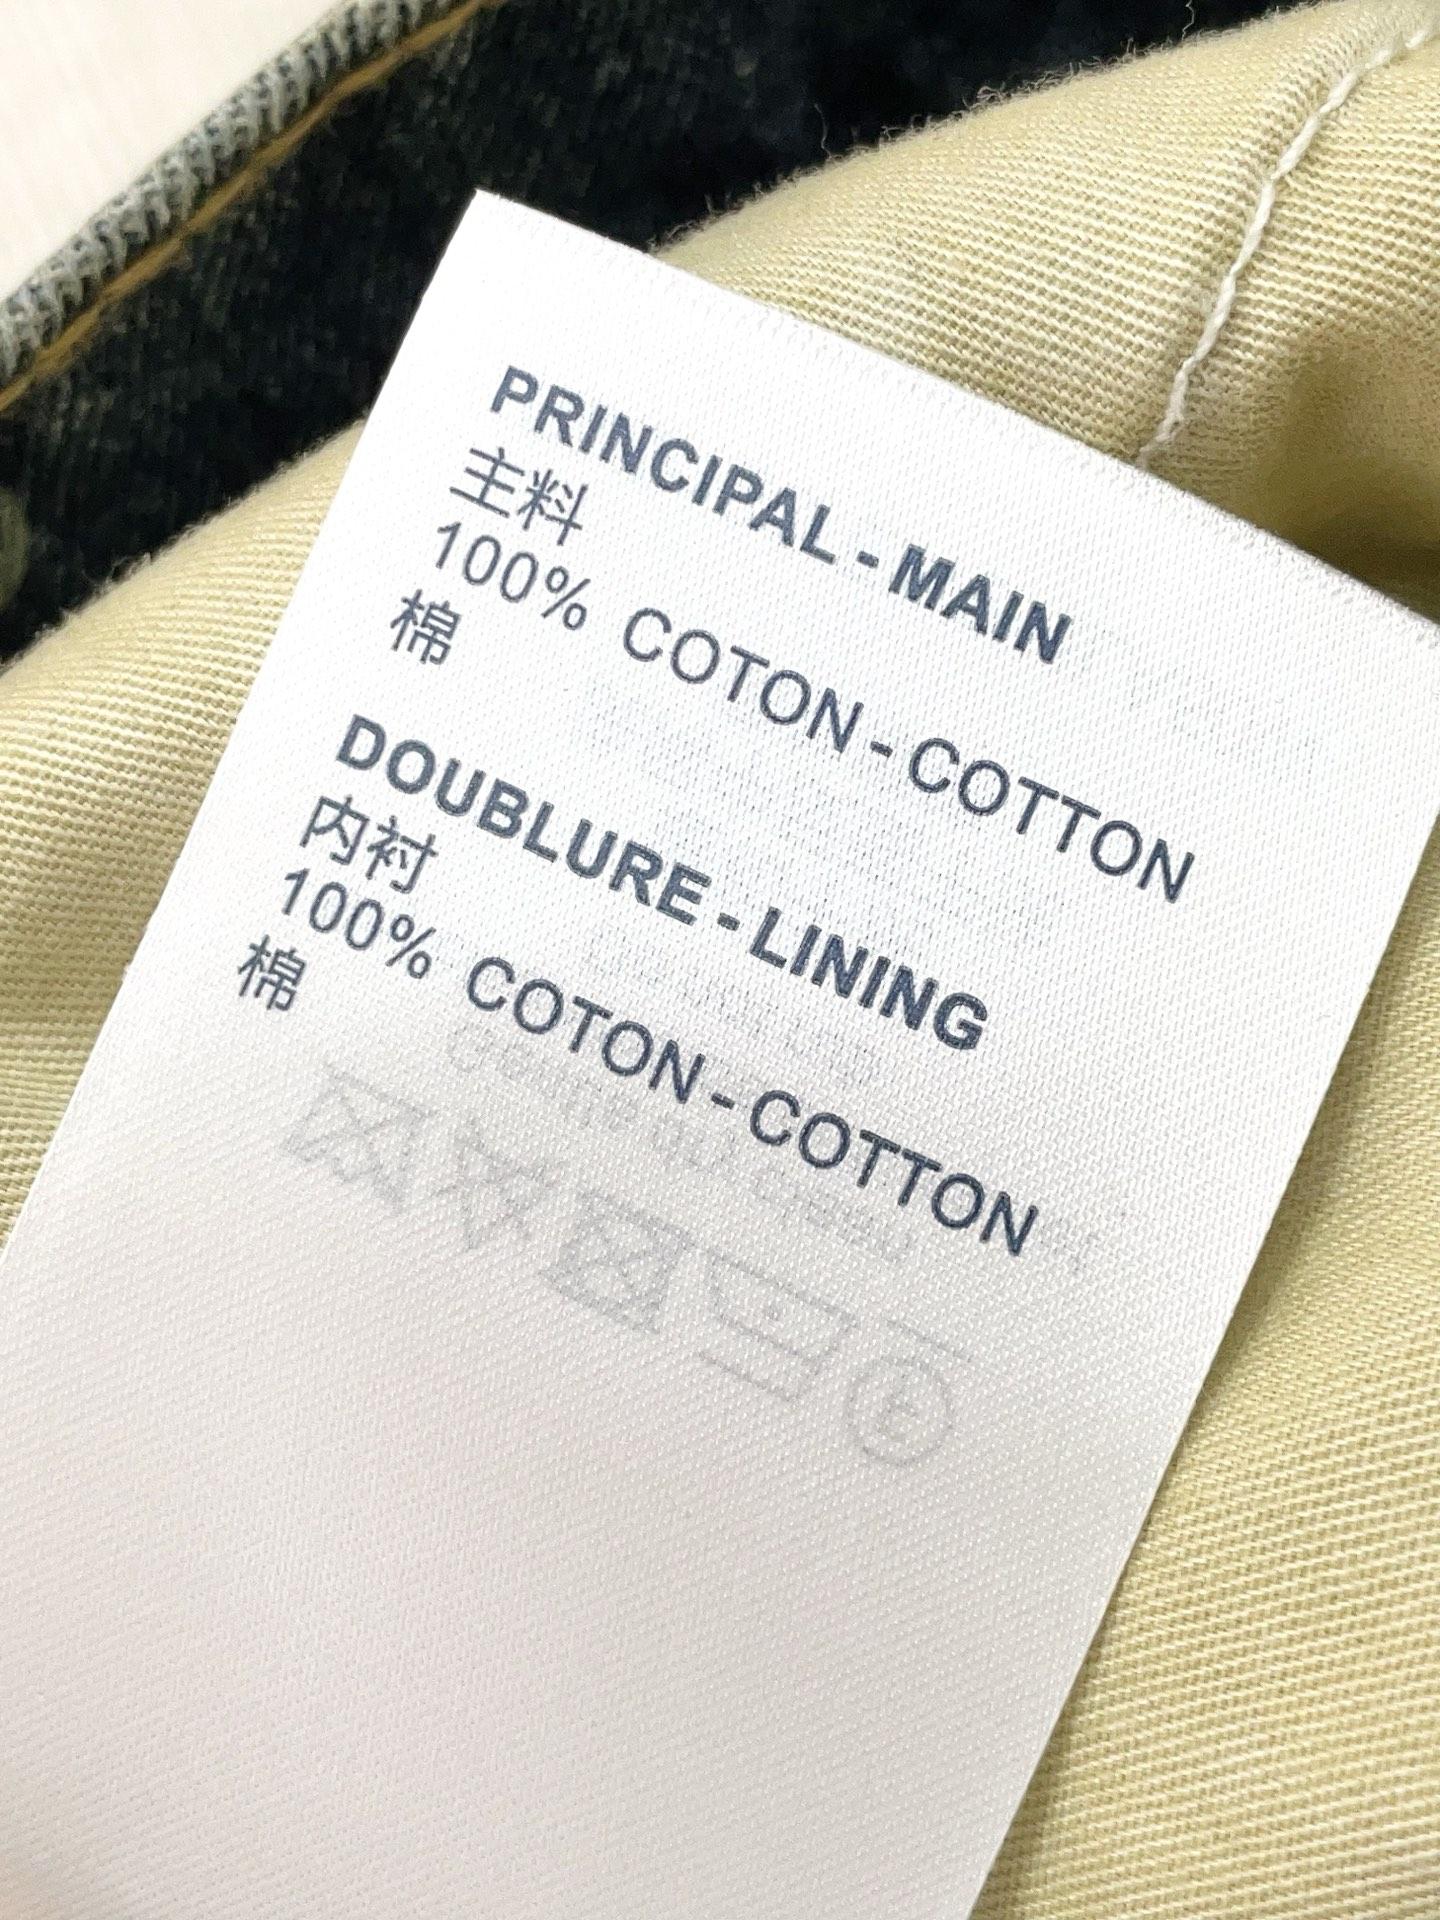 PRINCIPAL - MAIN
主料
100% COTON - COTTON
棉
DOUBLURE - LINING
内衬
100% COTON - COTTON
棉